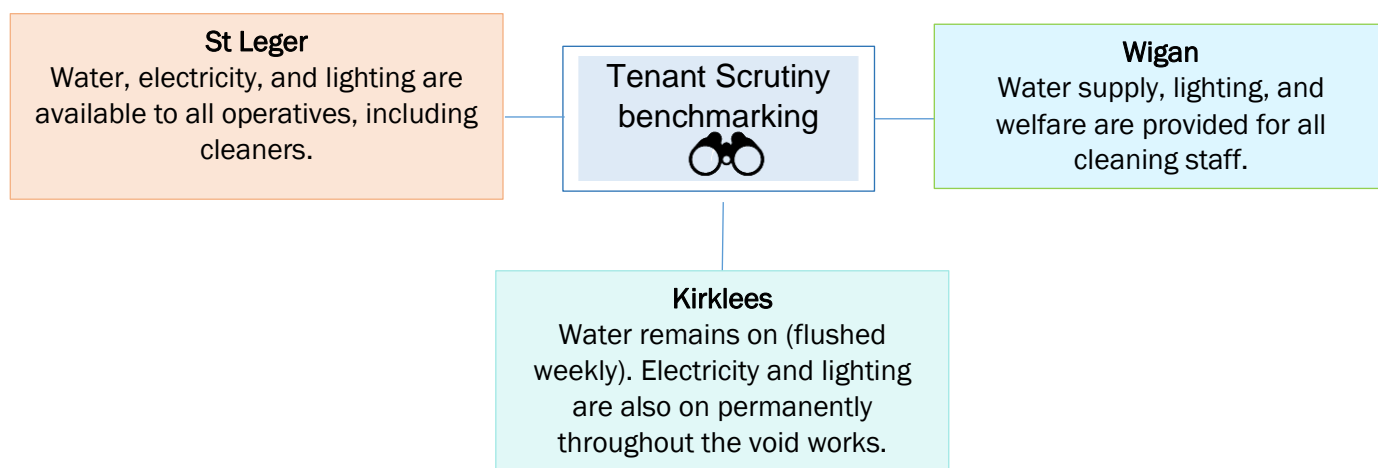 St Leger
Water, electricity, and lighting are
available to all operatives, including
cleaners.
Tenant Scrutiny
benchmarking
Wigan
Water supply, lighting, and
welfare are provided for all
cleaning staff.
Kirklees
Water remains on (flushed
weekly). Electricity and lighting
are also on permanently
throughout the void works.